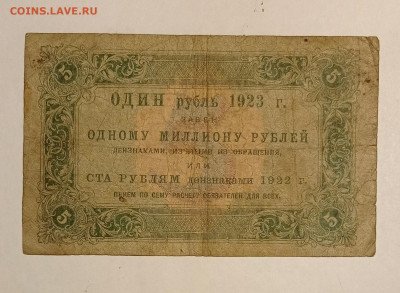 COINS.LAVE.RU
5 5
ОДИН рубль 1923 г.
РАВЕН
ОДНОМУ МИЛЛИОНУ РУБЛЕЙ
ДЕНЗНАКАМИ, ИЗ'ЯТЫМИ ИЗ ОБРАЩЕНИЯ,
ИЛИ
СТА РУБЛЯМ дензнаками 1922 г.
ПРИЕМ ПО СЕМУ РАСЧЕТУ ОБЯЗАТЕЛЕН ДЛЯ ВСЕХ.
5 5